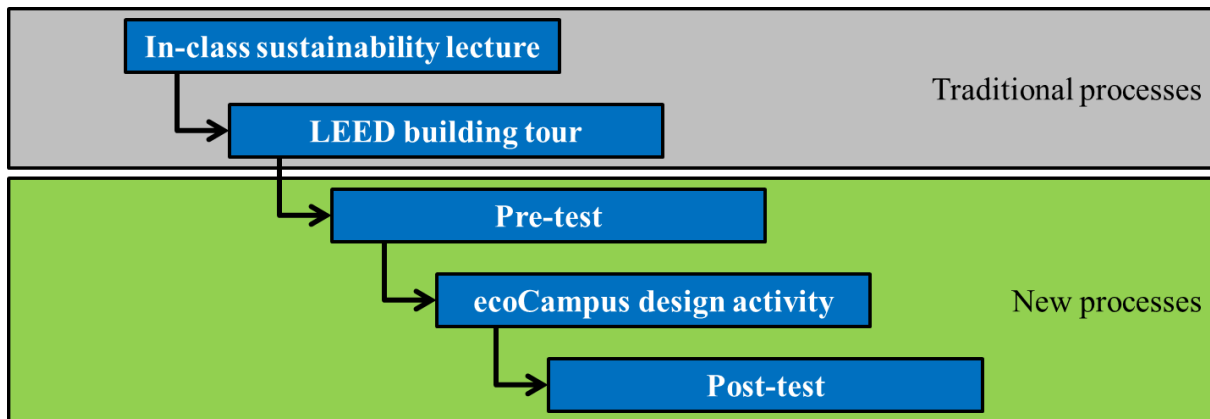 In-class sustainability lecture
Traditional processes
LEED building tour
Pre-test
ecoCampus design activity
New processes
Post-test